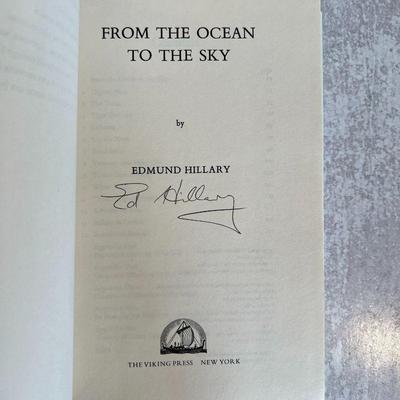 FROM THE OCEAN
TO THE SKY
by
EDMUND HILLARY
Ed Hillary
THE VIKING PRESS NEW YORK